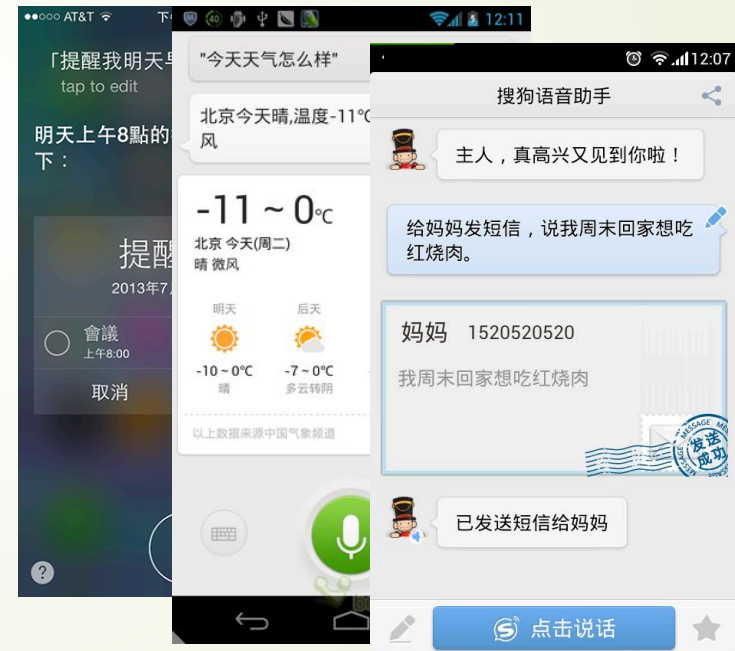 AT&T
下
「提醒我明天
tap to edit
明天上午8點的
下：
提醒
2013年7
會議
上午8:00
取消
?
40
12:11
"今天天气怎么样"
北京今天晴,温度-11℃
风
-11 ~ 0℃
北京 今天(周二)
晴 微风
明天
后天
-10 ~ 0℃
-7 ~ 0℃
晴
多云转阴
以上数据来源中国气象频道
12:07
搜狗语音助手
主人，真高兴又见到你啦！
给妈妈发短信，说我周末回家想吃
红烧肉。
妈妈 1520520520
我周末回家想吃红烧肉
MESSAGE
发送
成功
已发送短信给妈妈
点击说话